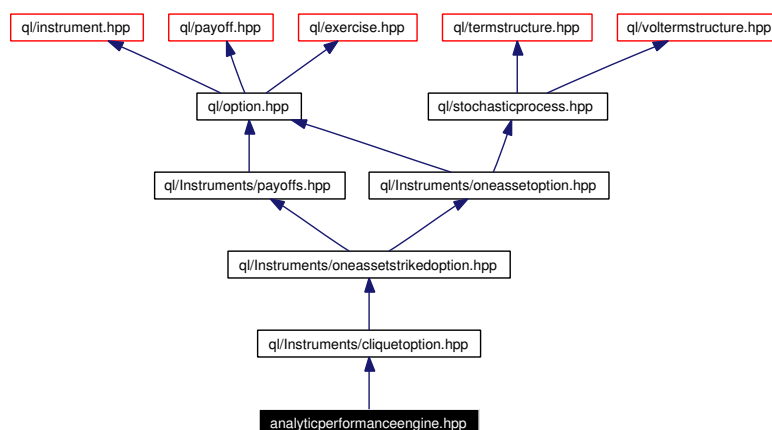 ql/instrument.hpp
ql/payoff.hpp
ql/exercise.hpp
ql/termstructure.hpp
ql/voltermstructure.hpp
ql/option.hpp
ql/stochasticprocess.hpp
ql/Instruments/payoffs.hpp
ql/Instruments/oneassetoption.hpp
ql/Instruments/oneassetstrikedoption.hpp
ql/Instruments/cliquetoption.hpp
analyticperformanceengine.hpp